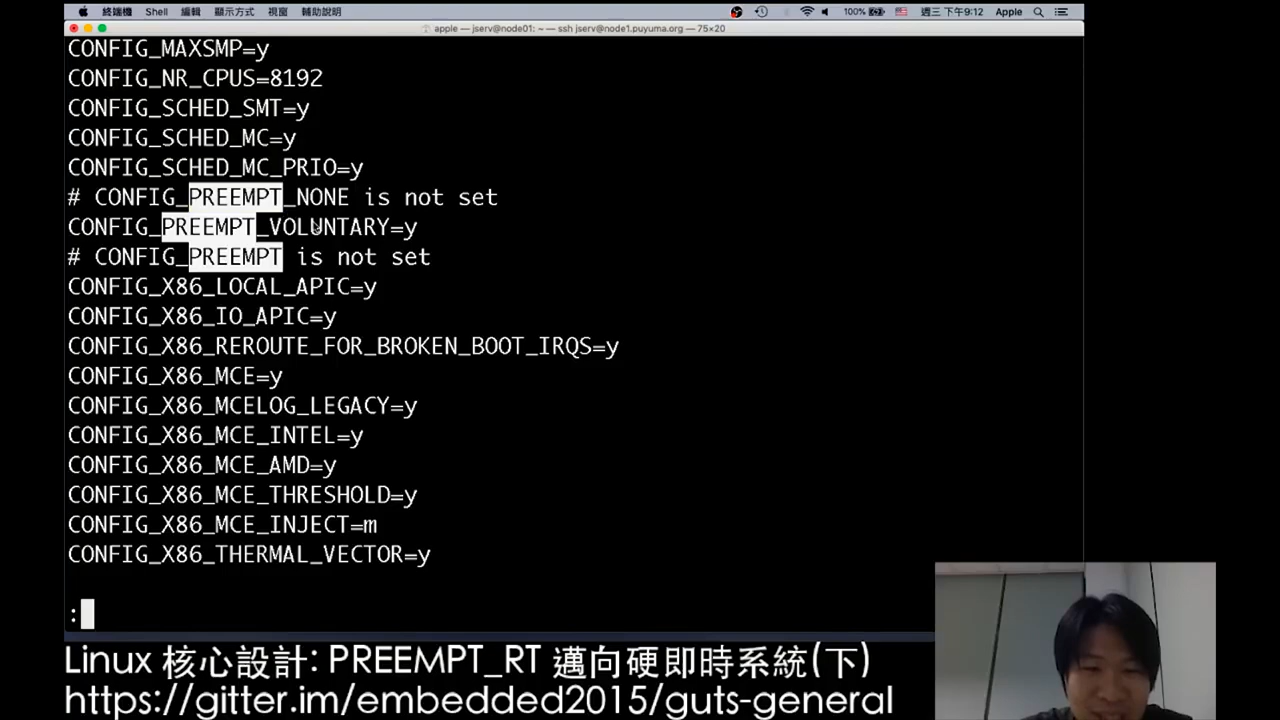 終端機 Shell 編輯 顯示方式 視窗 輔助說明 100% 週三 下午9:12 Apple
apple — jserv@node01: ~ — ssh jserv@node1.puyuma.org — 75×20
CONFIG_MAXSMP=y
CONFIG_NR_CPUS=8192
CONFIG_SCHED_SMT=y
CONFIG_SCHED_MC=y
CONFIG_SCHED_MC_PRIO=y
# CONFIG_PREEMPT_NONE is not set
CONFIG_PREEMPT_VOLUNTARY=y
# CONFIG_PREEMPT is not set
CONFIG_X86_LOCAL_APIC=y
CONFIG_X86_IO_APIC=y
CONFIG_X86_REROUTE_FOR_BROKEN_BOOT_IRQS=y
CONFIG_X86_MCE=y
CONFIG_X86_MCELOG_LEGACY=y
CONFIG_X86_MCE_INTEL=y
CONFIG_X86_MCE_AMD=y
CONFIG_X86_MCE_THRESHOLD=y
CONFIG_X86_MCE_INJECT=m
CONFIG_X86_THERMAL_VECTOR=y
:
Linux 核心設計: PREEMPT_RT 邁向硬即時系統(下)
https://gitter.im/embedded2015/guts-general